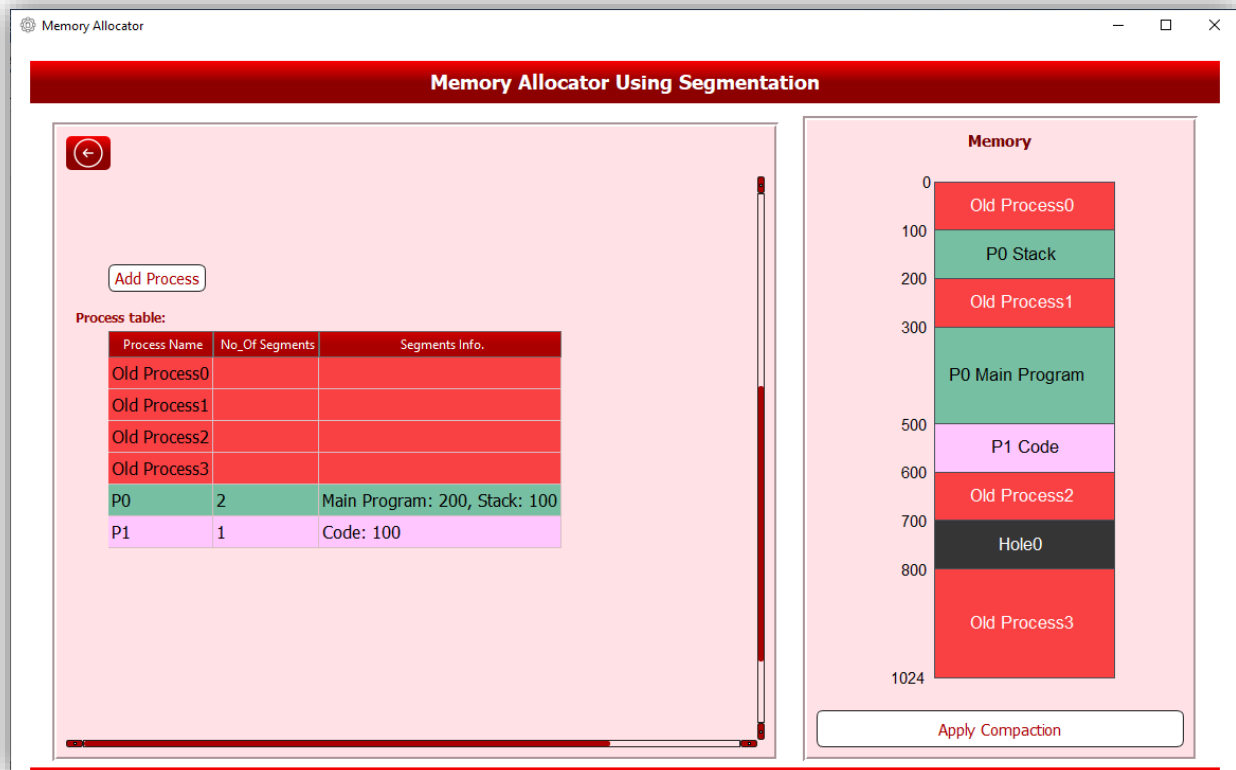 Memory Allocator
Memory Allocator Using Segmentation
Add Process
Process table:
Process Name No_Of Segments Segments Info.
Old Process0
Old Process1
Old Process2
Old Process3
P0 2 Main Program: 200, Stack: 100
P1 1 Code: 100
Memory
0
Old Process0
100
P0 Stack
200
Old Process1
300
P0 Main Program
500
P1 Code
600
Old Process2
700
Hole0
800
Old Process3
1024
Apply Compaction